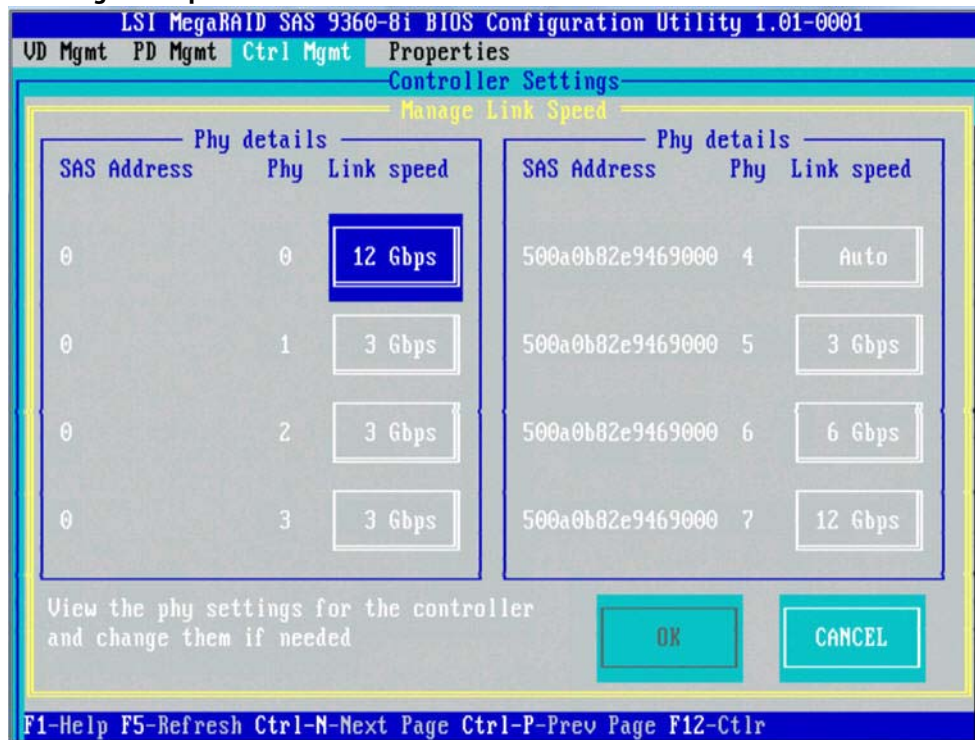 LSI MegaRAID SAS 9360-8i BIOS Configuration Utility 1.01-0001
VD Mgmt PD Mgmt Ctrl Mgmt Properties
Controller Settings
Manage Link Speed
Phy details
SAS Address Phy Link speed
0 0 12 Gbps
0 1 3 Gbps
0 2 3 Gbps
0 3 3 Gbps
Phy details
SAS Address Phy Link speed
500a0b82e9469000 4 Auto
500a0b82e9469000 5 3 Gbps
500a0b82e9469000 6 6 Gbps
500a0b82e9469000 7 12 Gbps
View the phy settings for the controller
and change them if needed
OK CANCEL
F1-Help F5-Refresh Ctrl-N-Next Page Ctrl-P-Prev Page F12-Ctlr